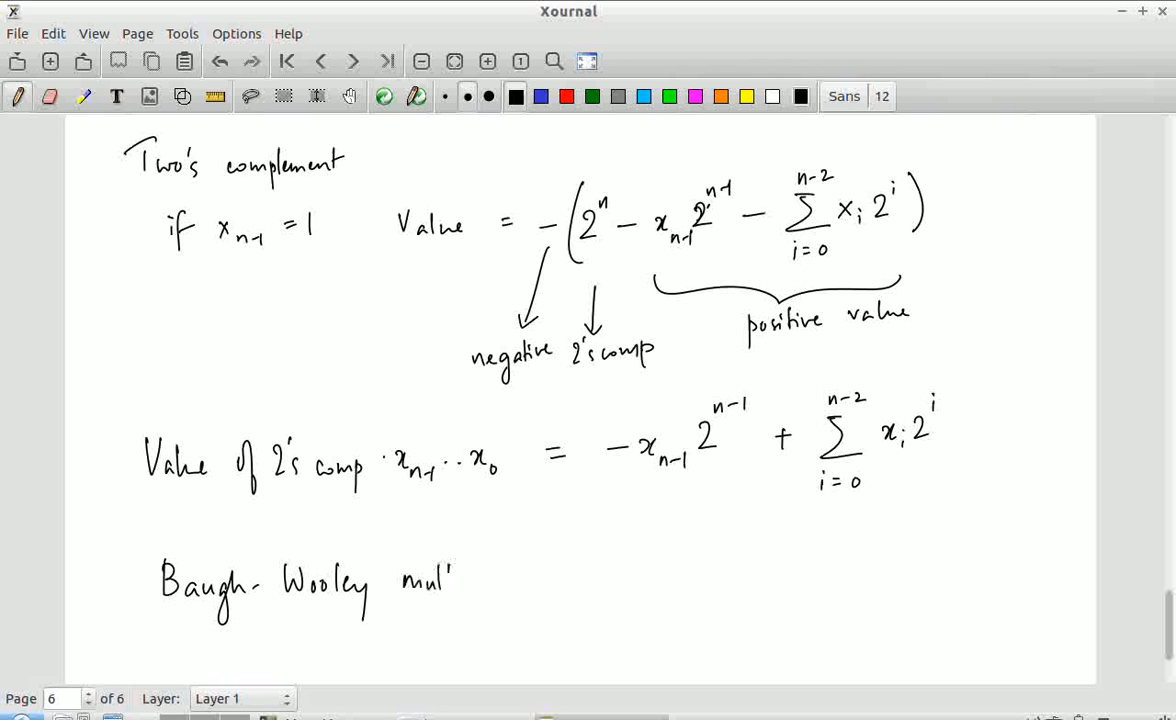 Xournal
File Edit View Page Tools Options Help
Sans 12
Two's complement
if x_{n-1} = 1 Value = -(2^n - x_{n-1} 2^{n-1} - \sum_{i=0}^{n-2} x_i 2^i)
positive value
negative 2's comp
Value of 2's comp x_{n-1} .. x_0 = -x_{n-1} 2^{n-1} + \sum_{i=0}^{n-2} x_i 2^i
Baugh-Wooley mul
Page 6 of 6 Layer: Layer 1